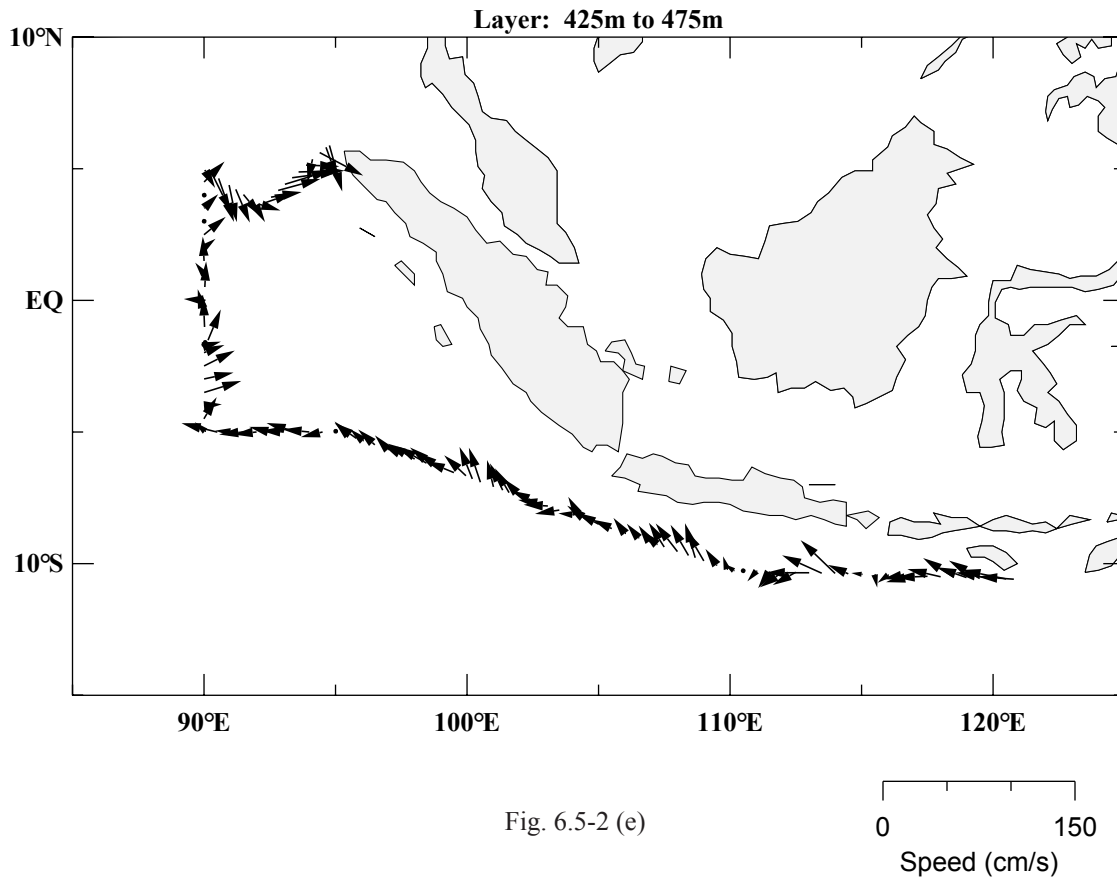 Layer: 425m to 475m
10°N
EQ
10°S
90°E 100°E 110°E 120°E
Fig. 6.5-2 (e)
0 150
Speed (cm/s)